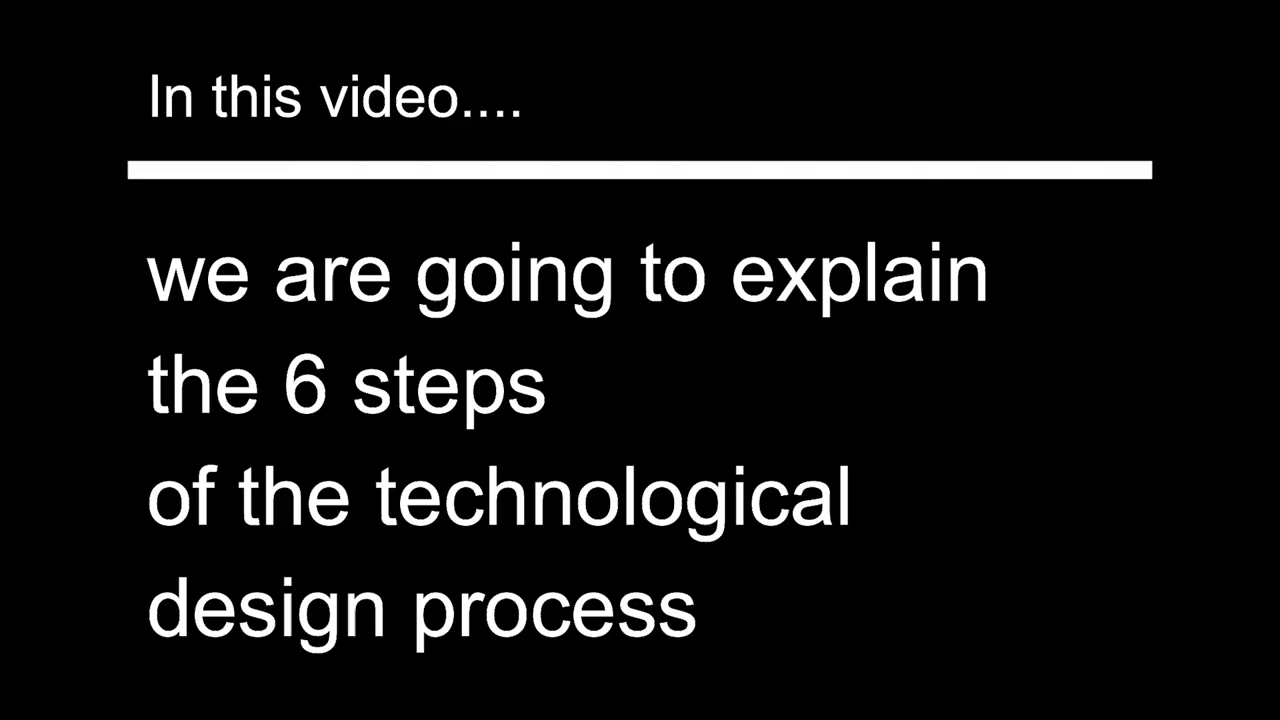 In this video....
we are going to explain
the 6 steps
of the technological
design process